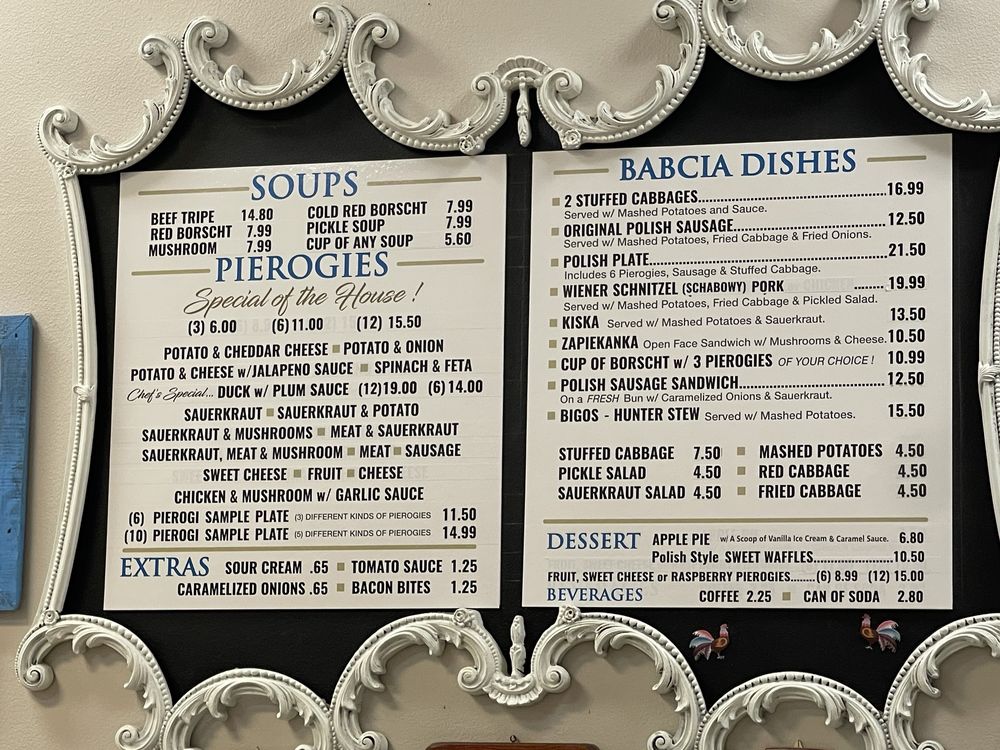 SOUPS
BEEF TRIPE 14.80 COLD RED BORSCHT 7.99
RED BORSCHT 7.99 PICKLE SOUP 7.99
MUSHROOM 7.99 CUP OF ANY SOUP 5.60
PIEROGIES
Special of the House !
(3) 6.00 (6) 11.00 (12) 15.50
POTATO & CHEDDAR CHEESE ■ POTATO & ONION
POTATO & CHEESE w/JALAPENO SAUCE ■ SPINACH & FETA
Chef's Special... DUCK w/ PLUM SAUCE (12)19.00 (6)14.00
SAUERKRAUT ■ SAUERKRAUT & POTATO
SAUERKRAUT & MUSHROOMS ■ MEAT & SAUERKRAUT
SAUERKRAUT, MEAT & MUSHROOM ■ MEAT ■ SAUSAGE
SWEET CHEESE ■ FRUIT ■ CHEESE
CHICKEN & MUSHROOM w/ GARLIC SAUCE
(6) PIEROGI SAMPLE PLATE (3) DIFFERENT KINDS OF PIEROGIES 11.50
(10) PIEROGI SAMPLE PLATE (5) DIFFERENT KINDS OF PIEROGIES 14.99
EXTRAS SOUR CREAM .65 ■ TOMATO SAUCE 1.25
CARAMELIZED ONIONS .65 ■ BACON BITES 1.25
BABCIA DISHES
■ 2 STUFFED CABBAGES...16.99
Served w/ Mashed Potatoes and Sauce.
■ ORIGINAL POLISH SAUSAGE...12.50
Served w/ Mashed Potatoes, Fried Cabbage & Fried Onions.
■ POLISH PLATE...21.50
Includes 6 Pierogies, Sausage & Stuffed Cabbage.
■ WIENER SCHNITZEL (SCHABOWY) PORK ........19.99
Served w/ Mashed Potatoes, Fried Cabbage & Pickled Salad.
■ KISKA Served w/ Mashed Potatoes & Sauerkraut. 13.50
■ ZAPIEKANKA Open Face Sandwich w/ Mushrooms & Cheese. 10.50
■ CUP OF BORSCHT w/ 3 PIEROGIES OF YOUR CHOICE ! 10.99
■ POLISH SAUSAGE SANDWICH...12.50
On a FRESH Bun w/ Caramelized Onions & Sauerkraut.
■ BIGOS - HUNTER STEW Served w/ Mashed Potatoes. 15.50
STUFFED CABBAGE 7.50 ■ MASHED POTATOES 4.50
PICKLE SALAD 4.50 ■ RED CABBAGE 4.50
SAUERKRAUT SALAD 4.50 ■ FRIED CABBAGE 4.50
DESSERT APPLE PIE w/ A Scoop of Vanilla Ice Cream & Caramel Sauce. 6.80
Polish Style SWEET WAFFLES...10.50
FRUIT, SWEET CHEESE or RASPBERRY PIEROGIES.......(6) 8.99 (12) 15.00
BEVERAGES COFFEE 2.25 ■ CAN OF SODA 2.80